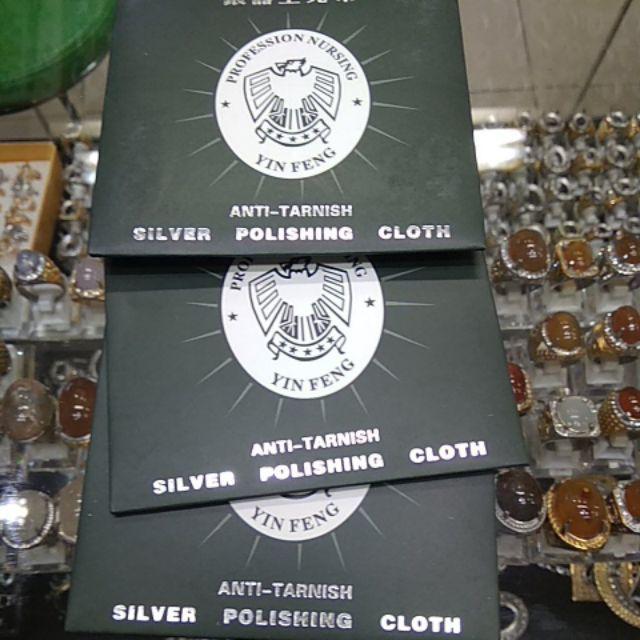 PROFESSION NURSING
YIN FENG
ANTI-TARNISH
SILVER POLISHING CLOTH
YIN FENG
ANTI-TARNISH
SILVER POLISHING CLOTH
YIN FENG
ANTI-TARNISH
SILVER POLISHING CLOTH